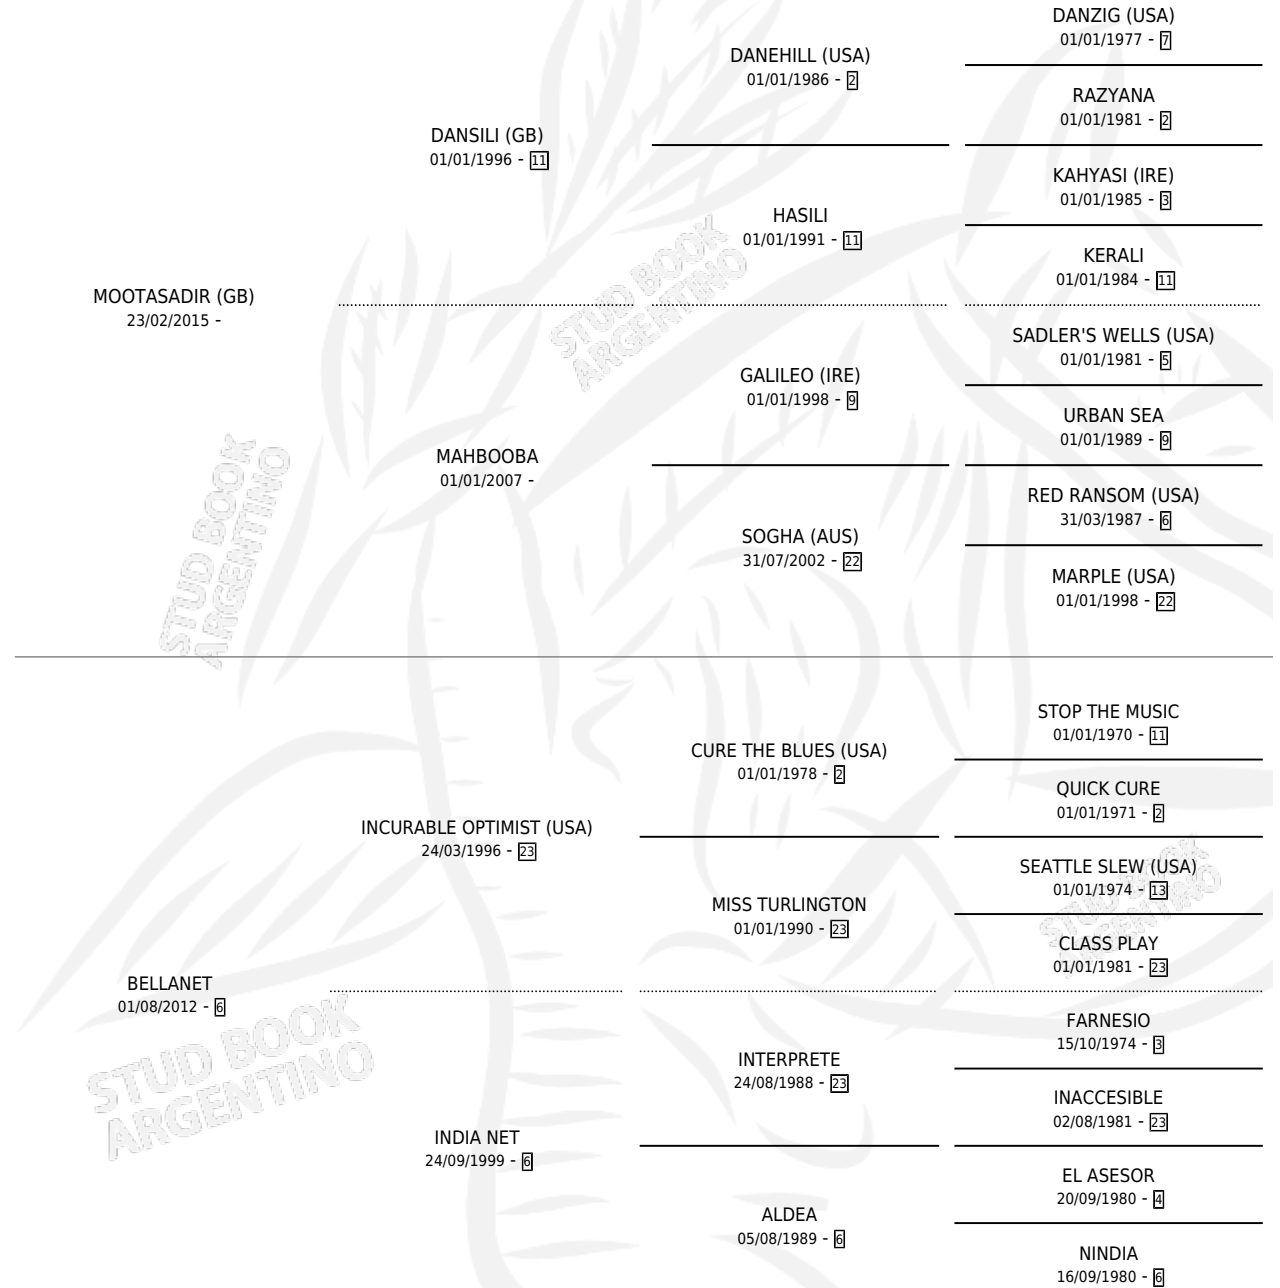 DANZIG (USA)
01/01/1977 - 7
DANEHILL (USA)
01/01/1986 - 2
RAZYANA
01/01/1981 - 2
DANSILI (GB)
01/01/1996 - 11
KAHYASI (IRE)
01/01/1985 - 3
HASILI
01/01/1991 - 11
KERALI
01/01/1984 - 11
MOOTASADIR (GB)
23/02/2015 -
SADLER'S WELLS (USA)
01/01/1981 - 5
GALILEO (IRE)
01/01/1998 - 9
URBAN SEA
01/01/1989 - 9
MAHBOOBA
01/01/2007 -
RED RANSOM (USA)
31/03/1987 - 6
SOGHA (AUS)
31/07/2002 - 22
MARPLE (USA)
01/01/1998 - 22
STUD BOOK
ARGENTINO
STUD BOOK
ARGENTINO
STOP THE MUSIC
01/01/1970 - 11
CURE THE BLUES (USA)
01/01/1978 - 2
QUICK CURE
01/01/1971 - 2
INCURABLE OPTIMIST (USA)
24/03/1996 - 23
SEATTLE SLEW (USA)
01/01/1974 - 13
MISS TURLINGTON
01/01/1990 - 23
CLASS PLAY
01/01/1981 - 23
BELLANET
01/08/2012 - 6
FARNESIO
15/10/1974 - 3
INTERPRETE
24/08/1988 - 23
INACCESIBLE
02/08/1981 - 23
INDIA NET
24/09/1999 - 6
EL ASESOR
20/09/1980 - 4
ALDEA
05/08/1989 - 6
NINDIA
16/09/1980 - 6
STUD BOOK
ARGENTINO
STUD BOOK
ARGENTINO